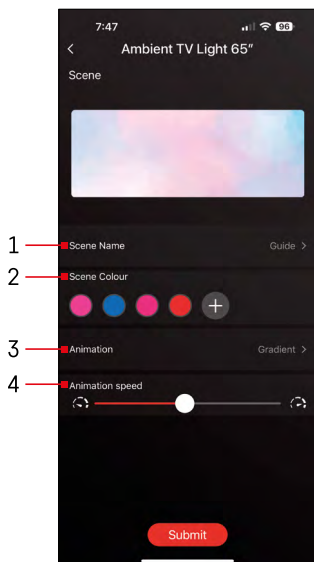 7:47 96
Ambient TV Light 65"
Scene
1 Scene Name Guide >
2 Scene Colour
+
3 Animation Gradient >
4 Animation speed
Submit